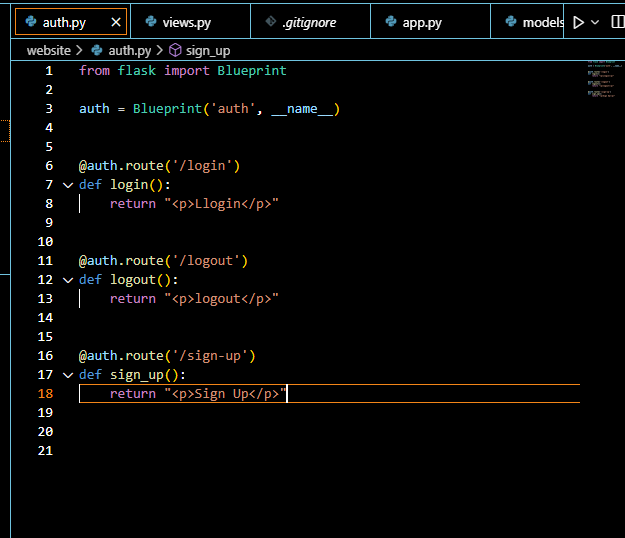 auth.py
views.py
.gitignore
app.py
models
website > auth.py > sign_up
1 from flask import Blueprint
2
3 auth = Blueprint('auth', __name__)
4
5
6 @auth.route('/login')
7 def login():
8 return "<p>Llogin</p>"
9
10
11 @auth.route('/logout')
12 def logout():
13 return "<p>logout</p>"
14
15
16 @auth.route('/sign-up')
17 def sign_up():
18 return "<p>Sign Up</p>"
19
20
21